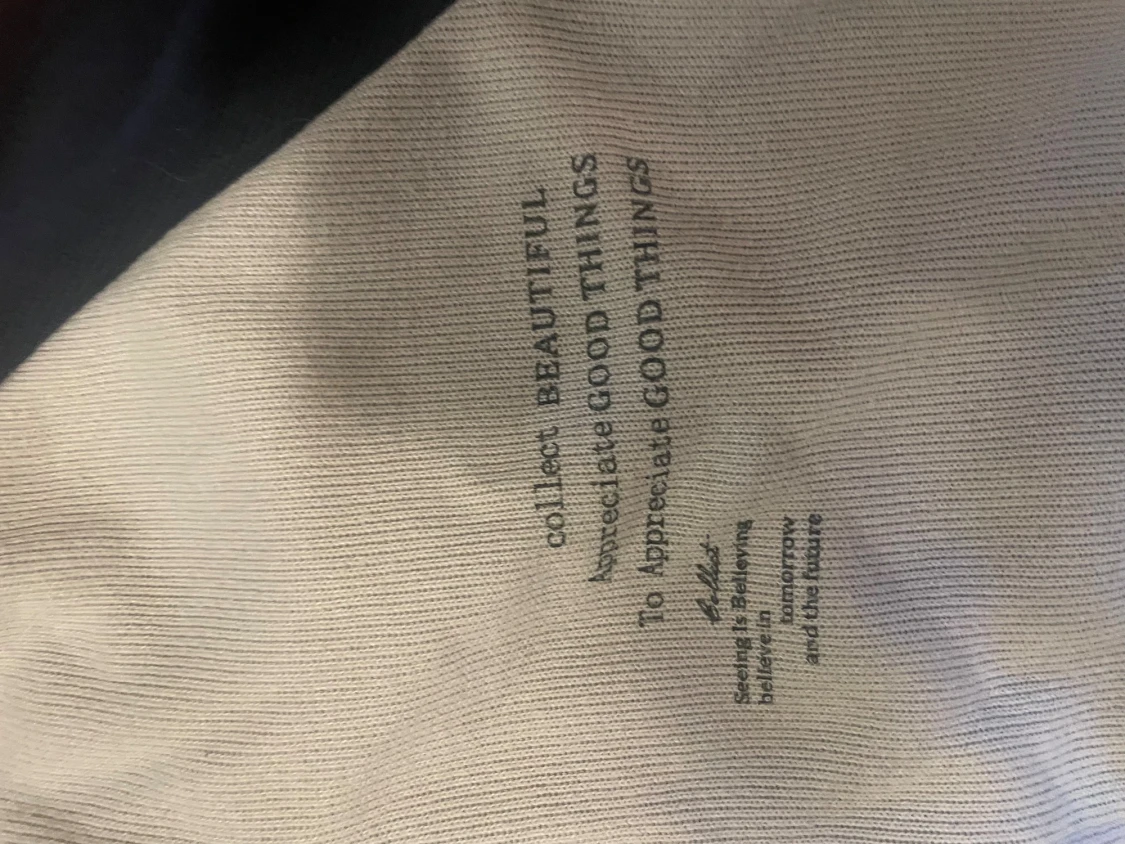 collect BEAUTIFUL
Appreciate GOOD THINGS
To Appreciate GOOD THINGS
Seeing Is Believing
believe in
tomorrow
and the future